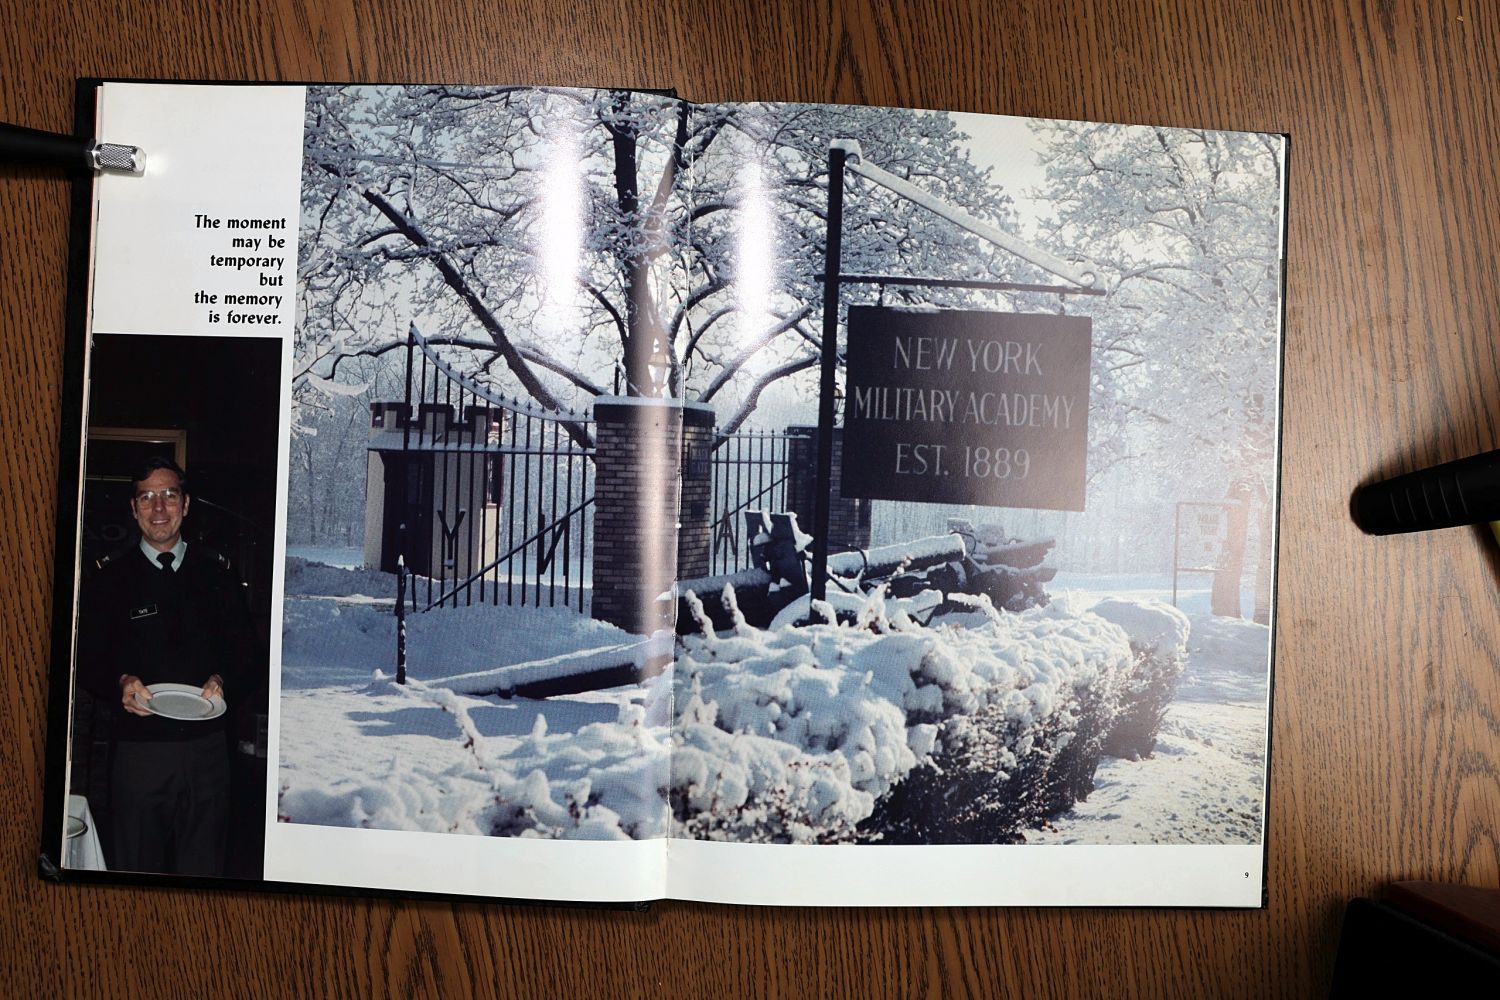 The moment
may be
temporary
but
the memory
is forever.
TATE
NEW YORK
MILITARY ACADEMY
EST. 1889
Y
N
A
9